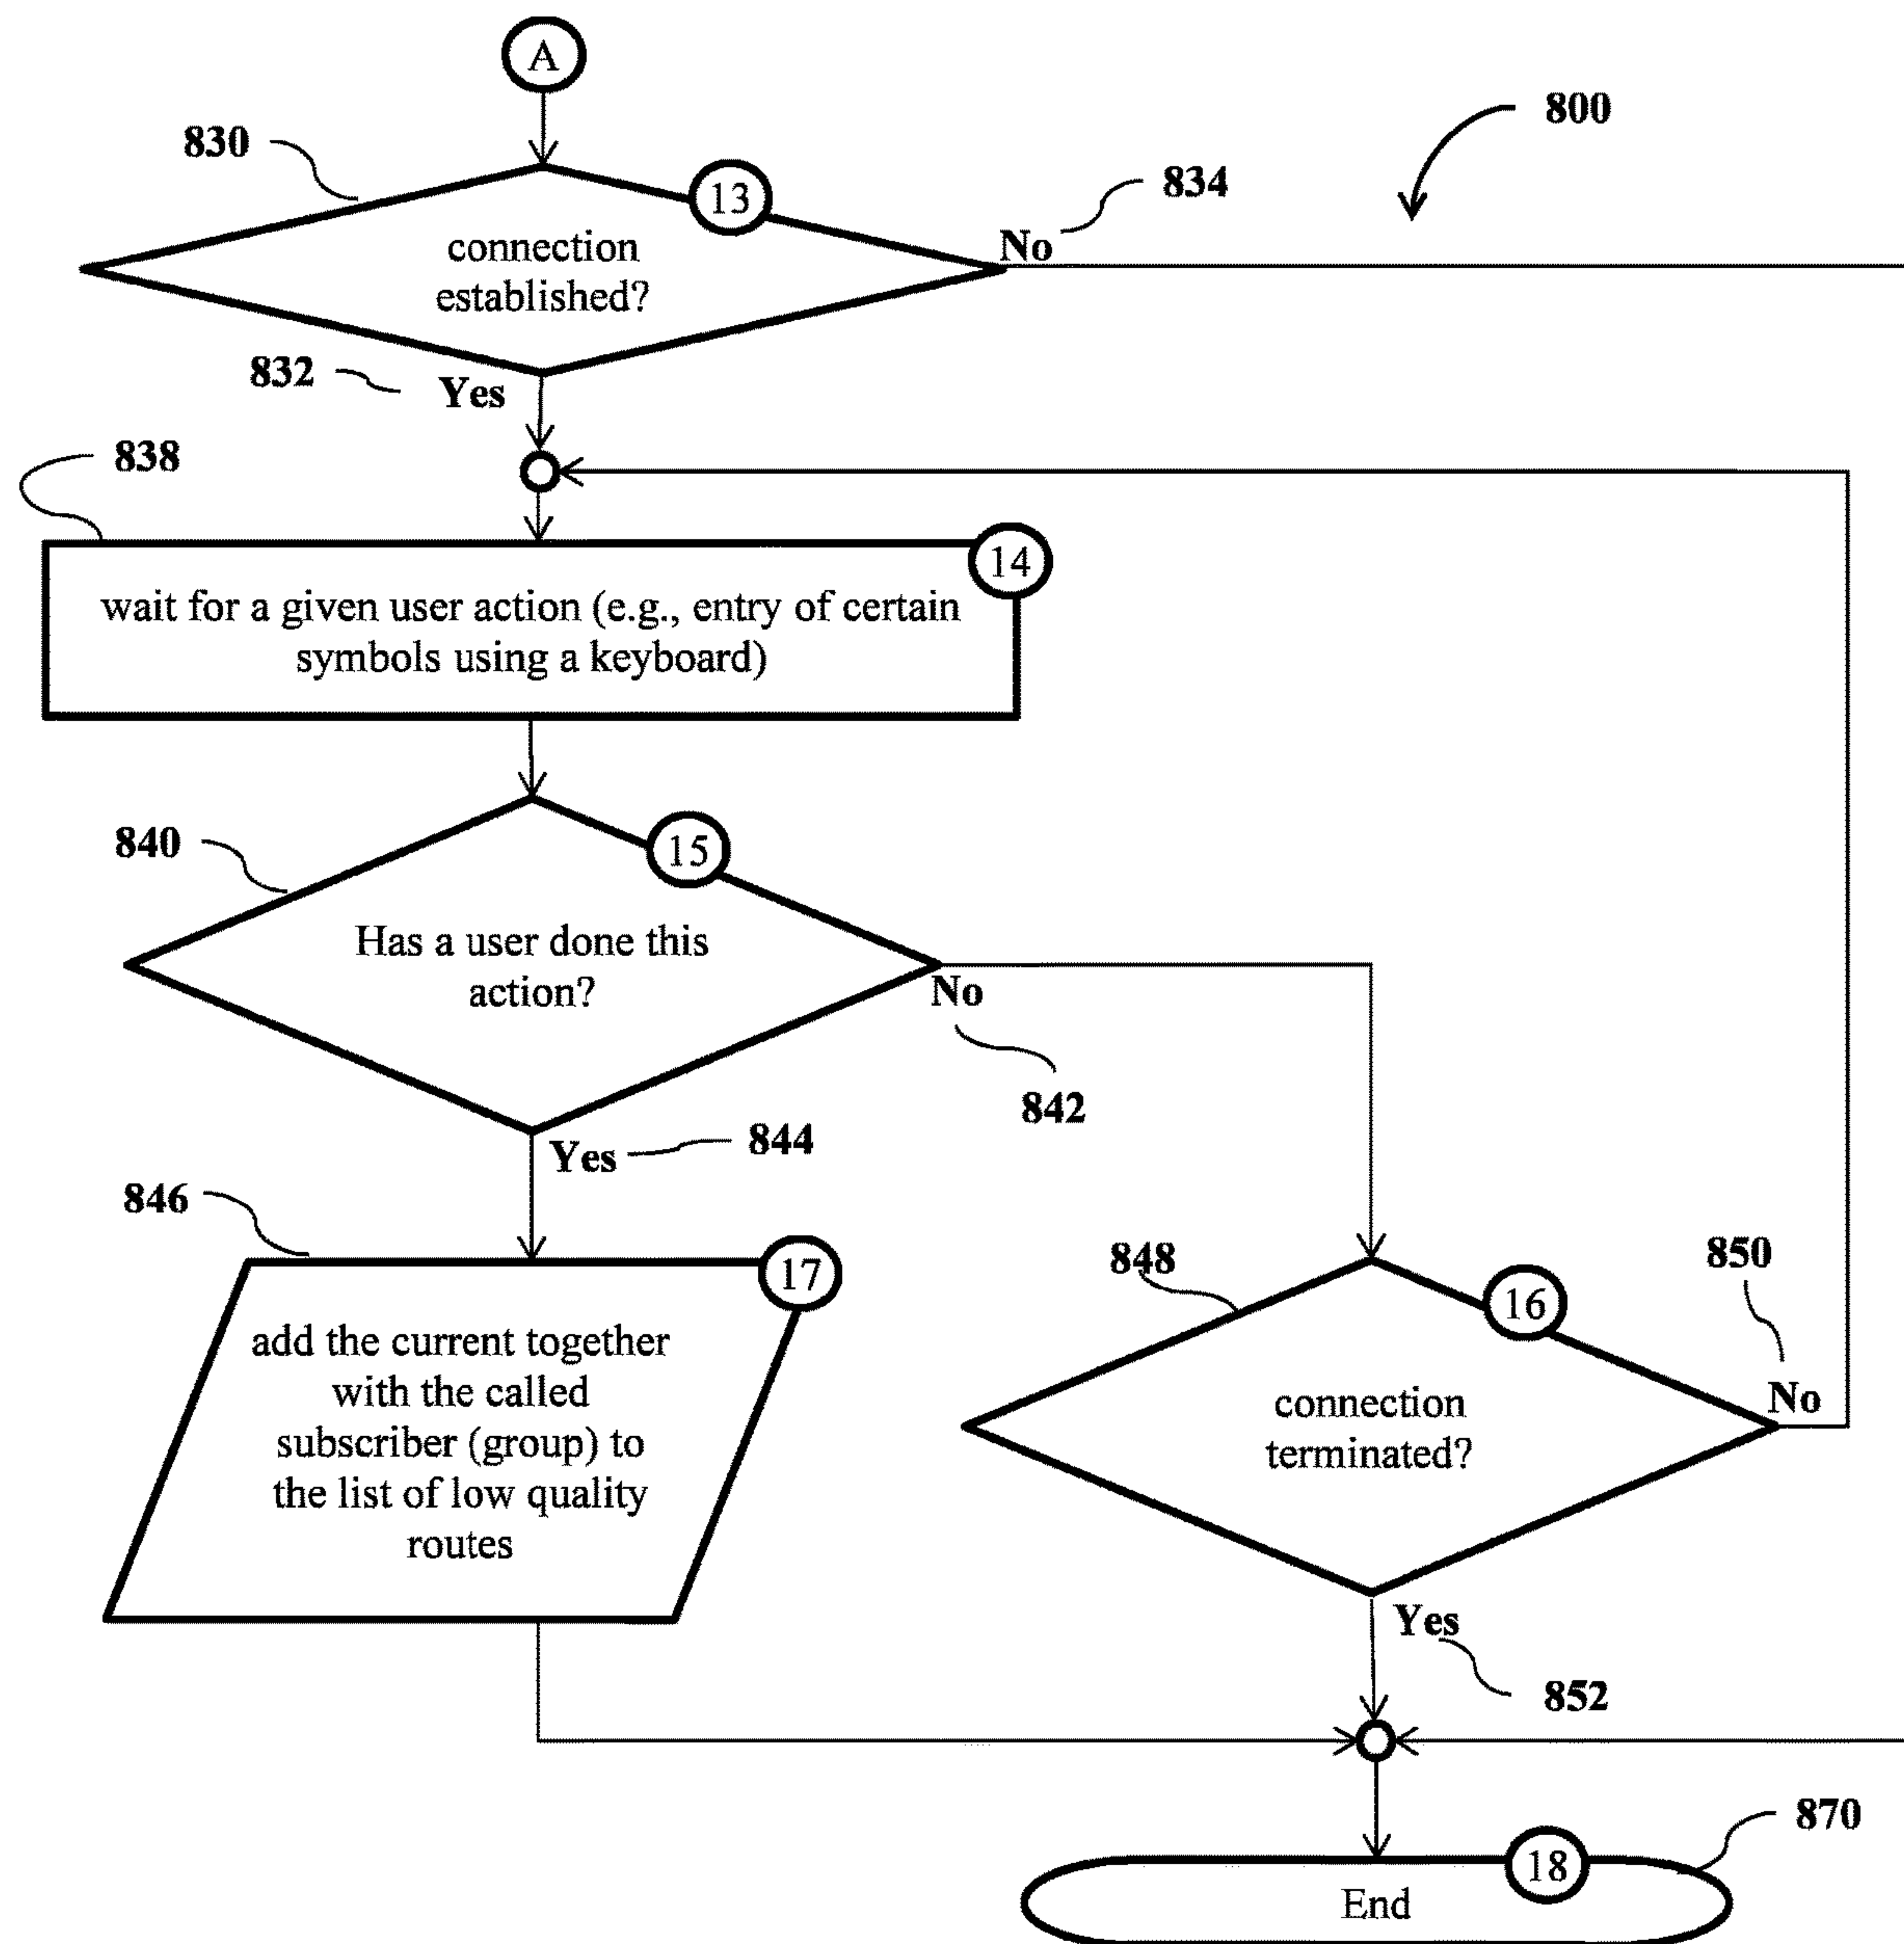 A
800
830
13
834
connection
established?
No
832
Yes
838
14
wait for a given user action (e.g., entry of certain
symbols using a keyboard)
840
15
Has a user done this
action?
No
842
Yes
844
846
17
add the current together
with the called
subscriber (group) to
the list of low quality
routes
848
16
850
connection
terminated?
No
Yes
852
870
18
End